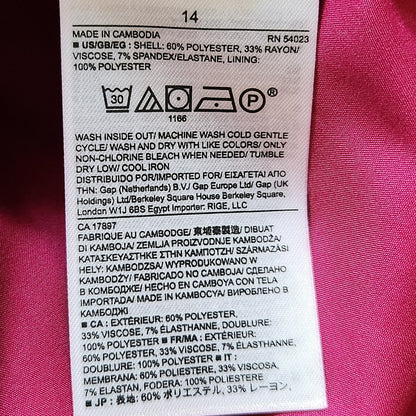 14
MADE IN CAMBODIA RN 54023
■ US/GB/EG : SHELL: 60% POLYESTER, 33% RAYON/
VISCOSE, 7% SPANDEX/ELASTANE, LINING:
100% POLYESTER
30 P
1166
WASH INSIDE OUT/ MACHINE WASH COLD GENTLE
CYCLE/ WASH AND DRY WITH LIKE COLORS/ ONLY
NON-CHLORINE BLEACH WHEN NEEDED/ TUMBLE
DRY LOW/ COOL IRON
DISTRIBUTED FOR/IMPORTED FOR/IMPORTED BY/ETI
THN: Gap (Netherlands) B.V./ Gap Europe Ltd/Gap (UK
Holdings) Ltd/Berkeley Square House Berkeley Square,
London W1J 6BS Egypt Importer: RIGE, LLC
CA 17897
FABRIQUE AU CAMBODGE/ 柬埔寨製造/ DIBUAT
DI KAMBOJA/ ZEMLJA PROIZVODNJE KAMBODŽA/
ΚΑΤΑΣΚΕΥΑΣΤΗΚΕ ΣΤΗΝ ΚΑΜΠΟΤΖΗ/ SZÁRMAZÁSI
HELY: KAMBODZSA/ WYPRODUKOWANO W
KAMBODŻY/ FABRICADO NO CAMBOJA/ СДЕЛАНО
В КОМБОДЖЕ/ HECHO EN CAMBOYA CON TELA
IMPORTADA/ MADE IN KAMBOCYA/ ВИРОБЛЕНО В
КАМБОДЖІ
■ CA : EXTÉRIEUR: 60% POLYESTER,
33% VISCOSE, 7% ÉLASTHANNE, DOUBLURE:
100% POLYESTER ■ FR/MA : EXTÉRIEUR:
60% POLYESTER, 33% VISCOSE, 7% ÉLASTHANNE,
DOUBLURE: 100% POLYESTER ■ IT :
MEMBRANA: 60% POLIESTERE, 33% VISCOSA,
7% ELASTAN, FODERA: 100% POLIESTERE
■ JP : 表地: 60% ポリエステル, 33% レーヨン,